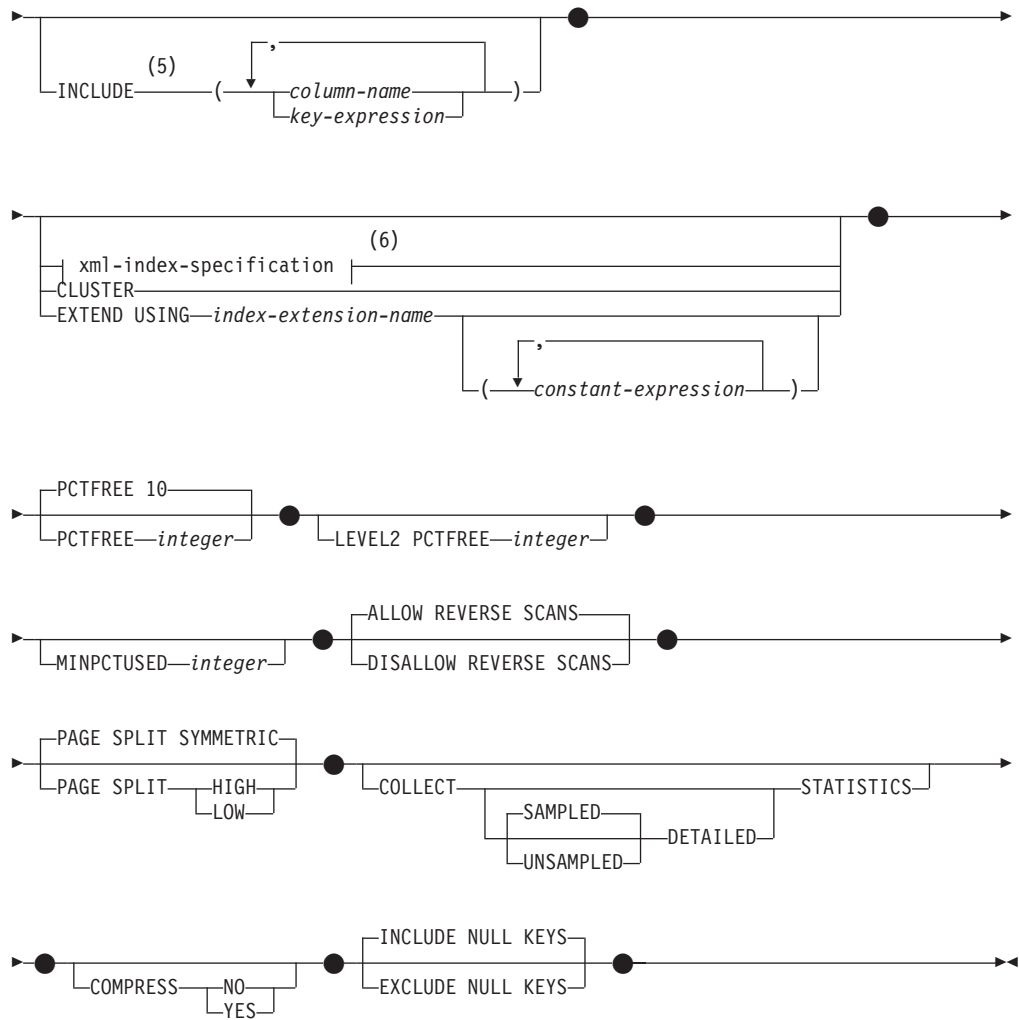 (5) ,
INCLUDE ( column-name )
key-expression
(6)
xml-index-specification
CLUSTER
EXTEND USING index-extension-name
,
( constant-expression )
PCTFREE 10
PCTFREE integer LEVEL2 PCTFREE integer
ALLOW REVERSE SCANS
MINPCTUSED integer DISALLOW REVERSE SCANS
PAGE SPLIT SYMMETRIC
PAGE SPLIT HIGH COLLECT STATISTICS
LOW SAMPLED DETAILED
UNSAMPLED
INCLUDE NULL KEYS
COMPRESS NO EXCLUDE NULL KEYS
YES